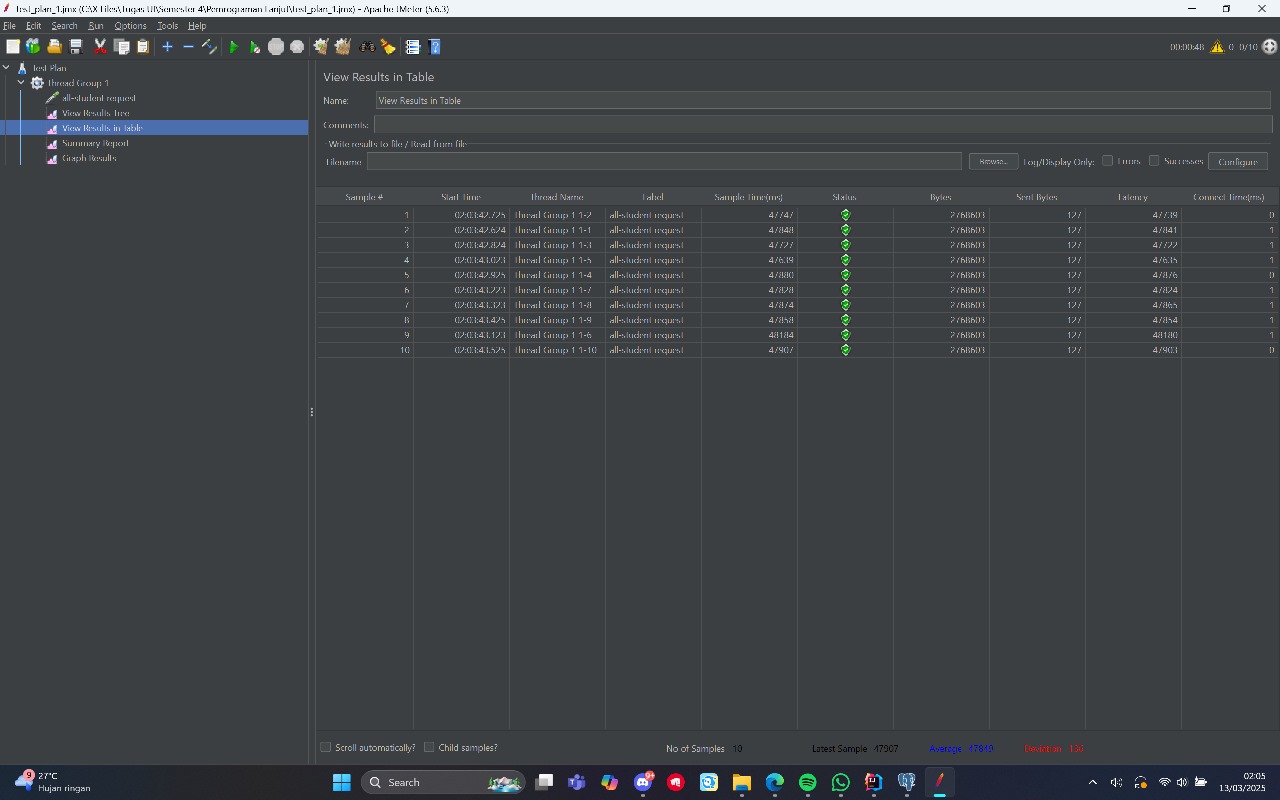 test_plan_1.jmx (C:\X Files\Tugas UI\Semester 4\Pemrograman Lanjut\test_plan_1.jmx) - Apache JMeter (5.6.3)
File Edit Search Run Options Tools Help
00:00:48 0 0/10
Test Plan
Thread Group 1
all-student request
View Results Tree
View Results in Table
Summary Report
Graph Results
View Results in Table
Name: View Results in Table
Comments:
Write results to file / Read from file
Filename Browse... Log/Display Only: Errors Successes Configure
Sample # Start Time Thread Name Label Sample Time(ms) Status Bytes Sent Bytes Latency Connect Time(ms)
1 02:03:42.725 Thread Group 1 1-2 all-student request 47747 2768603 127 47739 0
2 02:03:42.624 Thread Group 1 1-1 all-student request 47848 2768603 127 47841 1
3 02:03:42.824 Thread Group 1 1-3 all-student request 47727 2768603 127 47722 1
4 02:03:43.023 Thread Group 1 1-5 all-student request 47639 2768603 127 47635 1
5 02:03:42.925 Thread Group 1 1-4 all-student request 47880 2768603 127 47876 0
6 02:03:43.223 Thread Group 1 1-7 all-student request 47828 2768603 127 47824 1
7 02:03:43.323 Thread Group 1 1-8 all-student request 47874 2768603 127 47865 1
8 02:03:43.425 Thread Group 1 1-9 all-student request 47858 2768603 127 47854 1
9 02:03:43.123 Thread Group 1 1-6 all-student request 48184 2768603 127 48180 1
10 02:03:43.525 Thread Group 1 1-10 all-student request 47907 2768603 127 47903 0
Scroll automatically? Child samples? No of Samples 10 Latest Sample 47907 Average 47849 Deviation 136
27°C
Hujan ringan
Search
02:05
13/03/2025